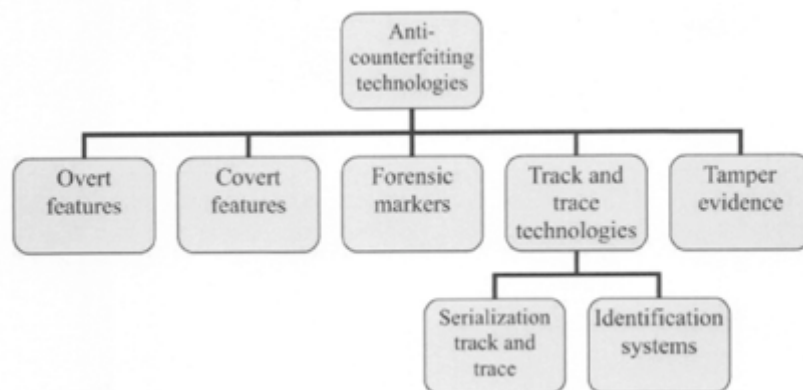 Anti-
counterfeiting
technologies
Overt
features
Covert
features
Forensic
markers
Track and
trace
technologies
Tamper
evidence
Serialization
track and
trace
Identification
systems